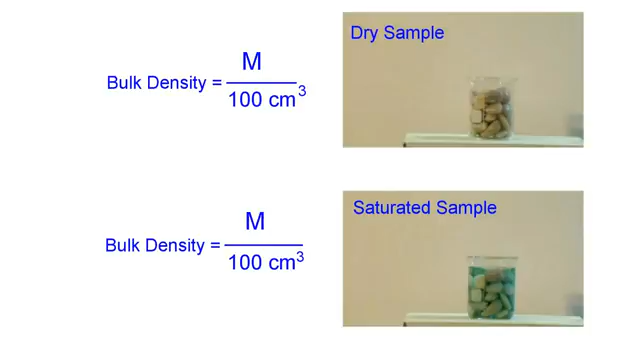 Dry Sample
Bulk Density = M / 100 cm³
Saturated Sample
Bulk Density = M / 100 cm³